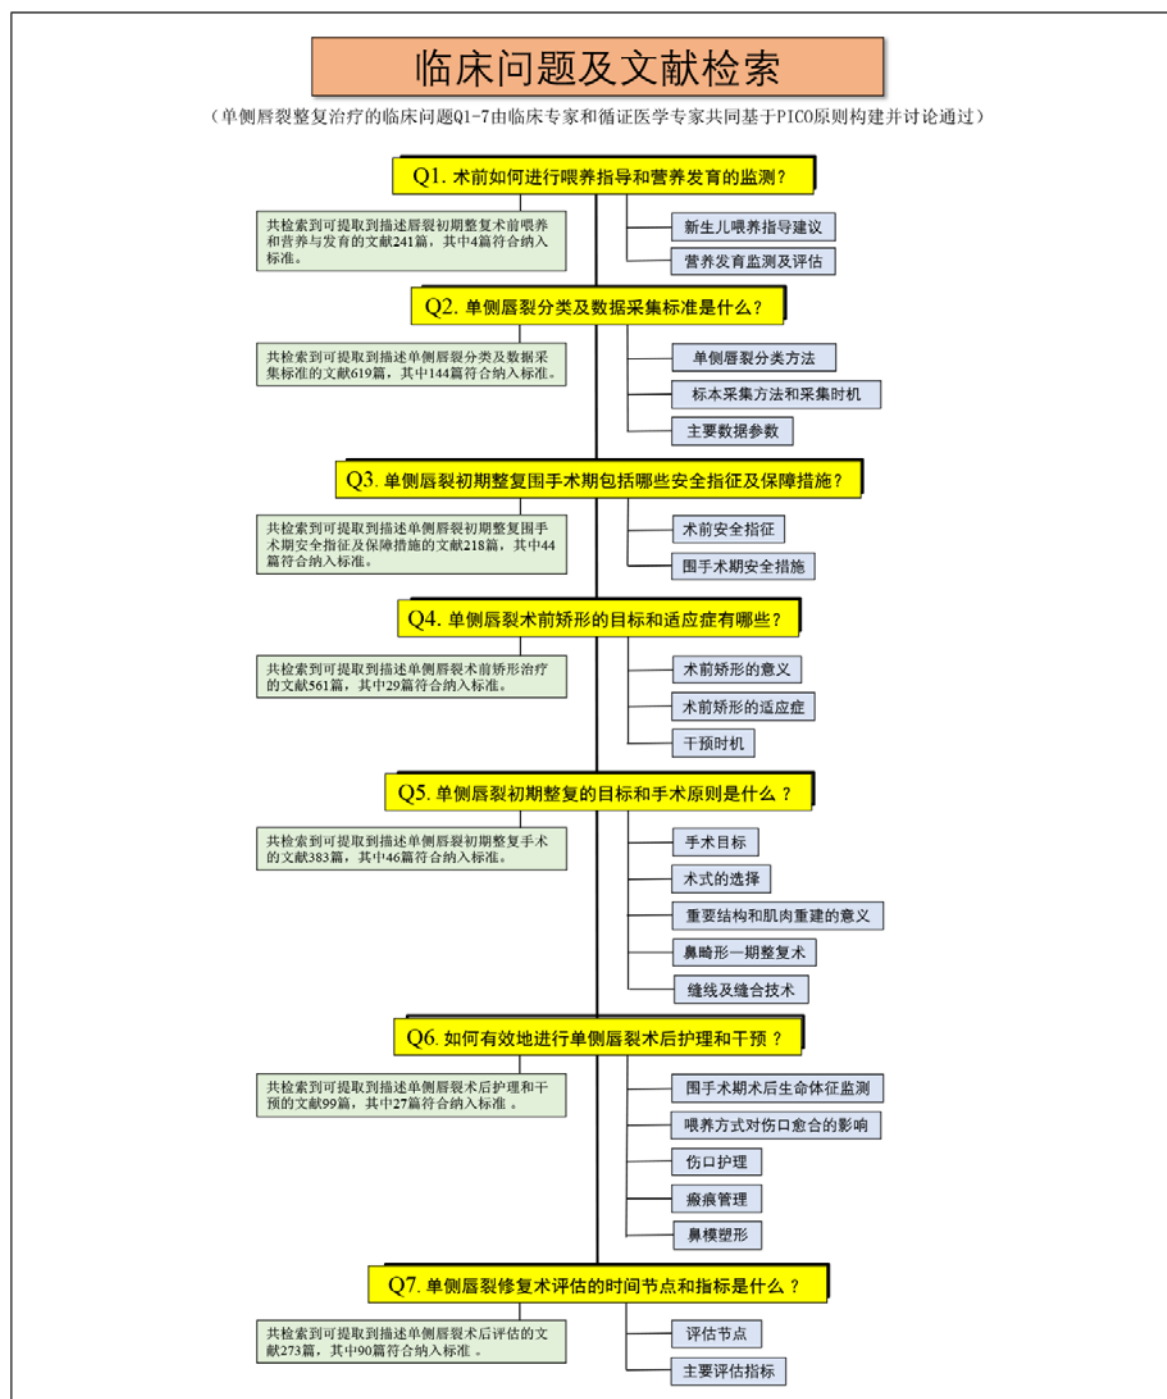 临床问题及文献检索
（单侧唇裂整复治疗的临床问题Q1-7由临床专家和循证医学专家共同基于PICO原则构建并讨论通过）
Q1. 术前如何进行喂养指导和营养发育的监测?
共检索到可提取到描述唇裂初期整复术前喂养
和营养与发育的文献241篇，其中4篇符合纳入
标准。
新生儿喂养指导建议
营养发育监测及评估
Q2. 单侧唇裂分类及数据采集标准是什么?
共检索到可提取到描述单侧唇裂分类及数据采
集标准的文献619篇，其中144篇符合纳入标准。
单侧唇裂分类方法
标本采集方法和采集时机
主要数据参数
Q3. 单侧唇裂初期整复围手术期包括哪些安全指征及保障措施?
共检索到可提取到描述单侧唇裂初期整复围手
术期安全指征及保障措施的文献218篇，其中44
篇符合纳入标准。
术前安全指征
围手术期安全措施
Q4. 单侧唇裂术前矫形的目标和适应症有哪些?
共检索到可提取到描述单侧唇裂术前矫形治疗
的文献561篇，其中29篇符合纳入标准。
术前矫形的意义
术前矫形的适应症
干预时机
Q5. 单侧唇裂初期整复的目标和手术原则是什么 ?
共检索到可提取到描述单侧唇裂初期整复手术
的文献383篇，其中46篇符合纳入标准。
手术目标
术式的选择
重要结构和肌肉重建的意义
鼻畸形一期整复术
缝线及缝合技术
Q6. 如何有效地进行单侧唇裂术后护理和干预 ?
共检索到可提取到描述单侧唇裂术后护理和干
预的文献99篇，其中27篇符合纳入标准 。
围手术期术后生命体征监测
喂养方式对伤口愈合的影响
伤口护理
瘢痕管理
鼻模塑形
Q7. 单侧唇裂修复术评估的时间节点和指标是什么 ?
共检索到可提取到描述单侧唇裂术后评估的文
献273篇，其中90篇符合纳入标准 。
评估节点
主要评估指标